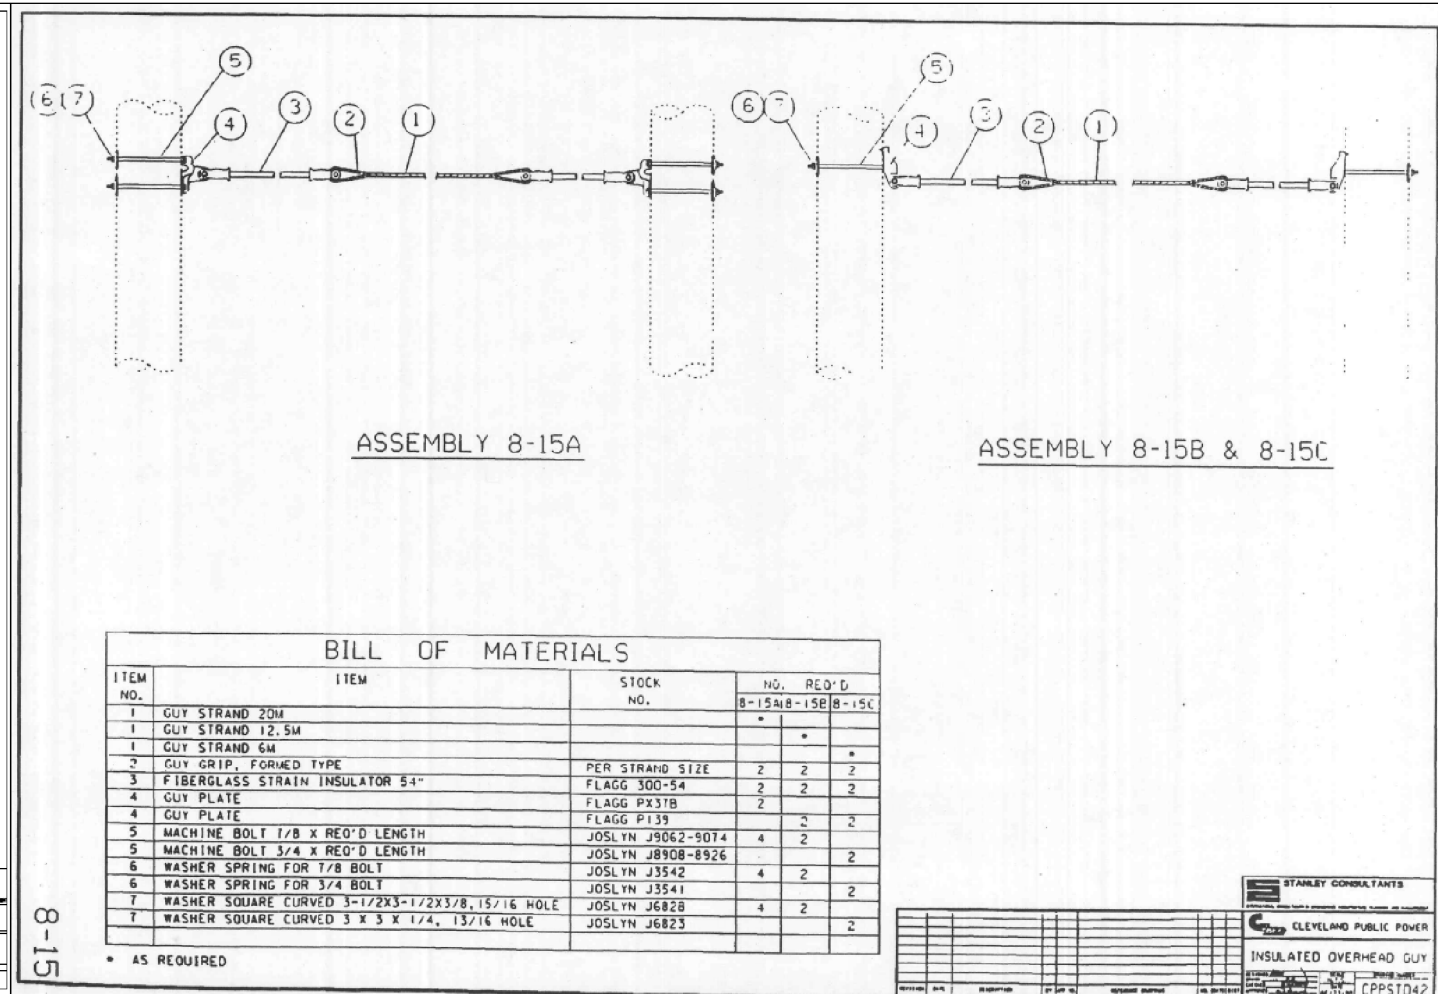 5
6 7
4
3
2
1
5
6 7
4
3
2
1
ASSEMBLY 8-15A
ASSEMBLY 8-15B & 8-15C
BILL OF MATERIALS
ITEM NO. ITEM STOCK NO. NO. REQ'D
8-15A 8-15B 8-15C
1 GUY STRAND 20M *
1 GUY STRAND 12.5M *
1 GUY STRAND 6M *
2 GUY GRIP, FORMED TYPE PER STRAND SIZE 2 2 2
3 FIBERGLASS STRAIN INSULATOR 54" FLAGG 300-54 2 2 2
4 GUY PLATE FLAGG PX37B 2
4 GUY PLATE FLAGG P139 2 2
5 MACHINE BOLT 7/8 X REQ'D LENGTH JOSLYN J9062-9074 4 2
5 MACHINE BOLT 3/4 X REQ'D LENGTH JOSLYN J8908-8926 2
6 WASHER SPRING FOR 7/8 BOLT JOSLYN J3542 4 2
6 WASHER SPRING FOR 3/4 BOLT JOSLYN J3541 2
7 WASHER SQUARE CURVED 3-1/2X3-1/2X3/8, 15/16 HOLE JOSLYN J6828 4 2
7 WASHER SQUARE CURVED 3 X 3 X 1/4, 13/16 HOLE JOSLYN J6823 2
* AS REQUIRED
8-15
STANLEY CONSULTANTS
CLEVELAND PUBLIC POWER
INSULATED OVERHEAD GUY
CPPSTD42